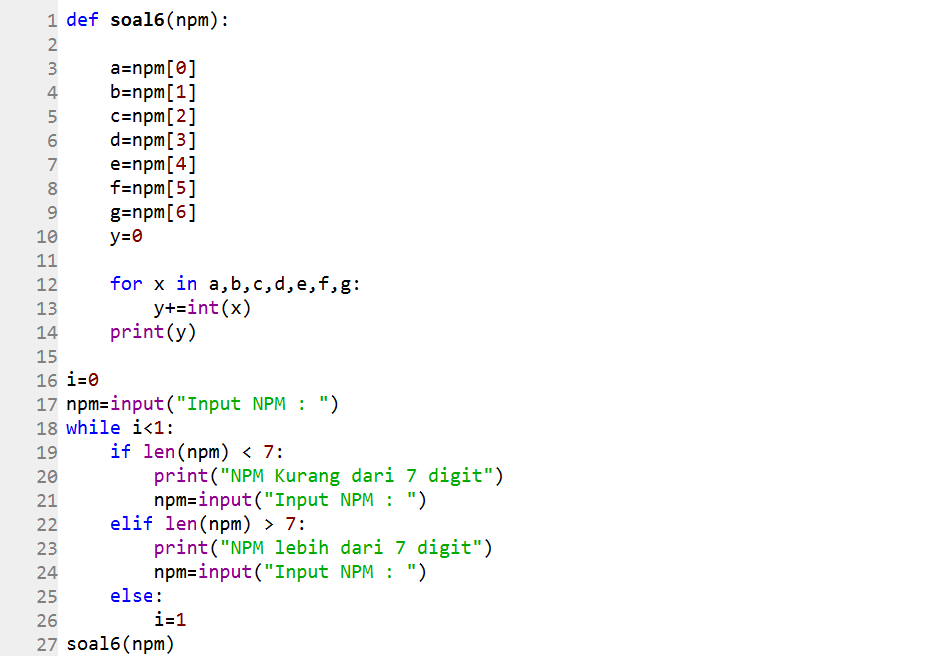 1 def soal6(npm):
2
3     a=npm[0]
4     b=npm[1]
5     c=npm[2]
6     d=npm[3]
7     e=npm[4]
8     f=npm[5]
9     g=npm[6]
10     y=0
11
12     for x in a,b,c,d,e,f,g:
13         y+=int(x)
14     print(y)
15
16 i=0
17 npm=input("Input NPM : ")
18 while i<1:
19     if len(npm) < 7:
20         print("NPM Kurang dari 7 digit")
21         npm=input("Input NPM : ")
22     elif len(npm) > 7:
23         print("NPM lebih dari 7 digit")
24         npm=input("Input NPM : ")
25     else:
26         i=1
27 soal6(npm)